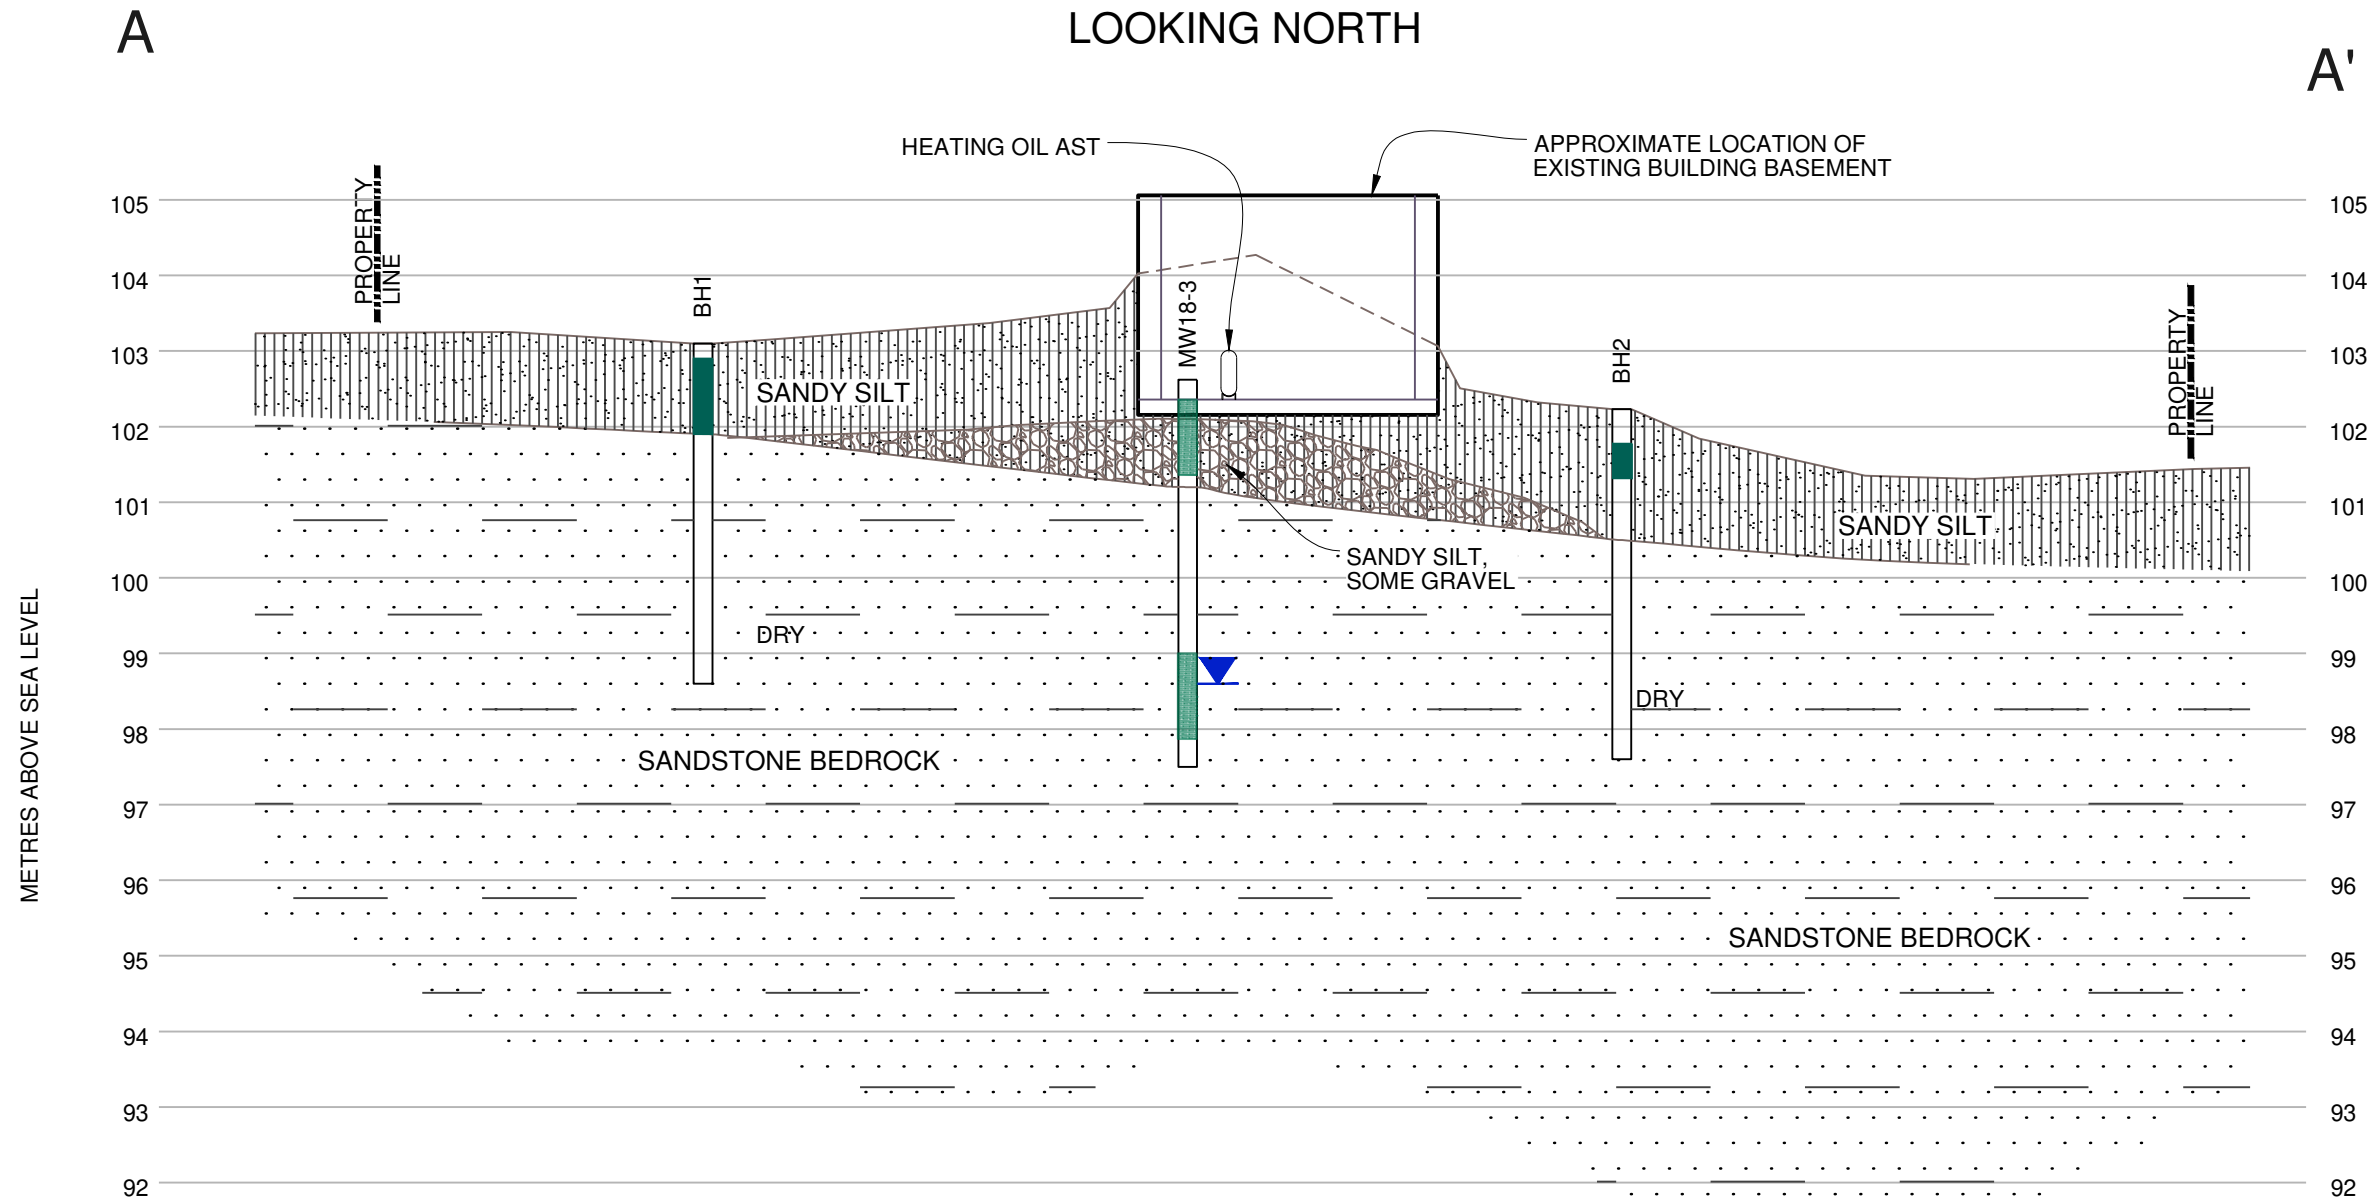 A
LOOKING NORTH
A'
HEATING OIL AST
APPROXIMATE LOCATION OF
EXISTING BUILDING BASEMENT
PROPERTY
LINE
105
105
104
104
BH1
MW18-3
103
103
BH2
PROPERTY
LINE
SANDY SILT
102
102
101
101
SANDY SILT
SANDY SILT,
SOME GRAVEL
100
100
METRES ABOVE SEA LEVEL
DRY
99
99
DRY
98
98
SANDSTONE BEDROCK
97
97
96
96
SANDSTONE BEDROCK
95
95
94
94
93
93
92
92